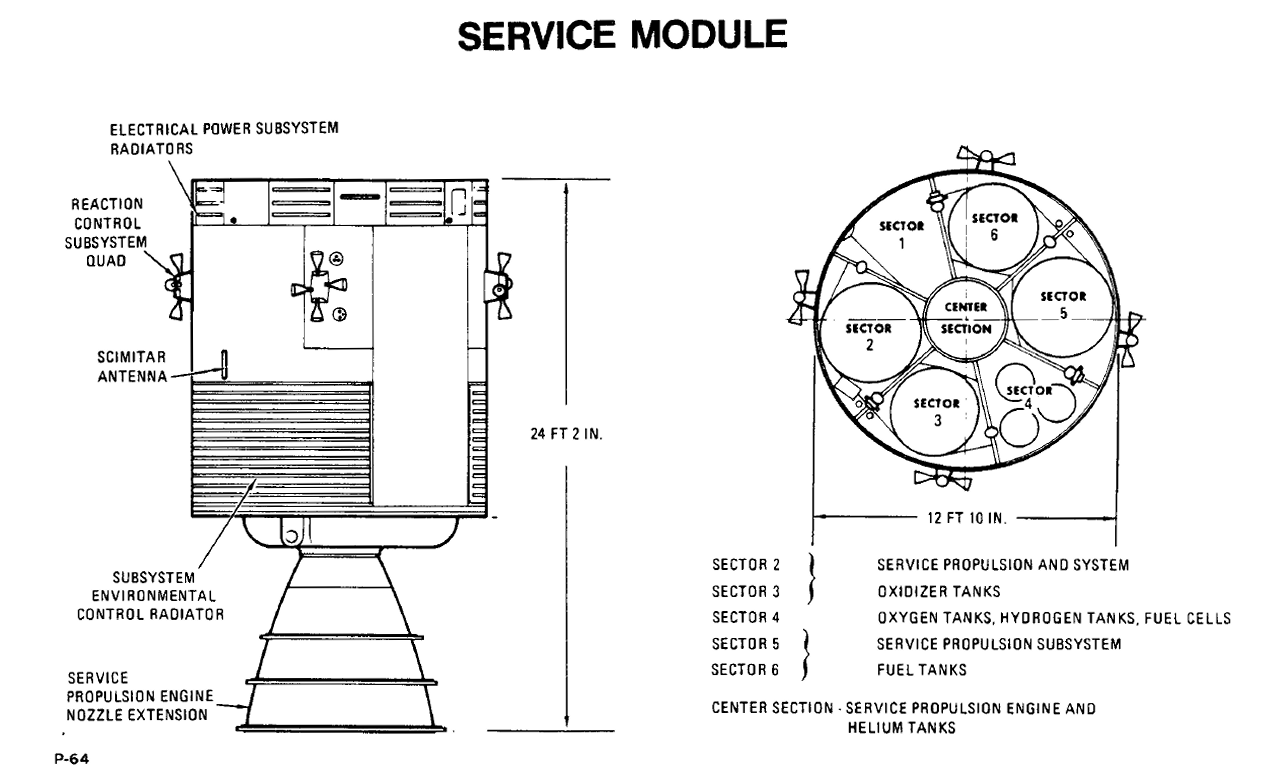 SERVICE MODULE
ELECTRICAL POWER SUBSYSTEM
RADIATORS
REACTION
CONTROL
SUBSYSTEM
QUAD
SCIMITAR
ANTENNA
SUBSYSTEM
ENVIRONMENTAL
CONTROL RADIATOR
SERVICE
PROPULSION ENGINE
NOZZLE EXTENSION
P-64
24 FT 2 IN.
SECTOR
1
SECTOR
6
SECTOR
5
CENTER
SECTION
SECTOR
2
SECTOR
3
SECTOR
4
12 FT 10 IN.
SECTOR 2 } SERVICE PROPULSION AND SYSTEM
SECTOR 3 OXIDIZER TANKS
SECTOR 4 OXYGEN TANKS, HYDROGEN TANKS, FUEL CELLS
SECTOR 5 } SERVICE PROPULSION SUBSYSTEM
SECTOR 6 FUEL TANKS
CENTER SECTION - SERVICE PROPULSION ENGINE AND
HELIUM TANKS